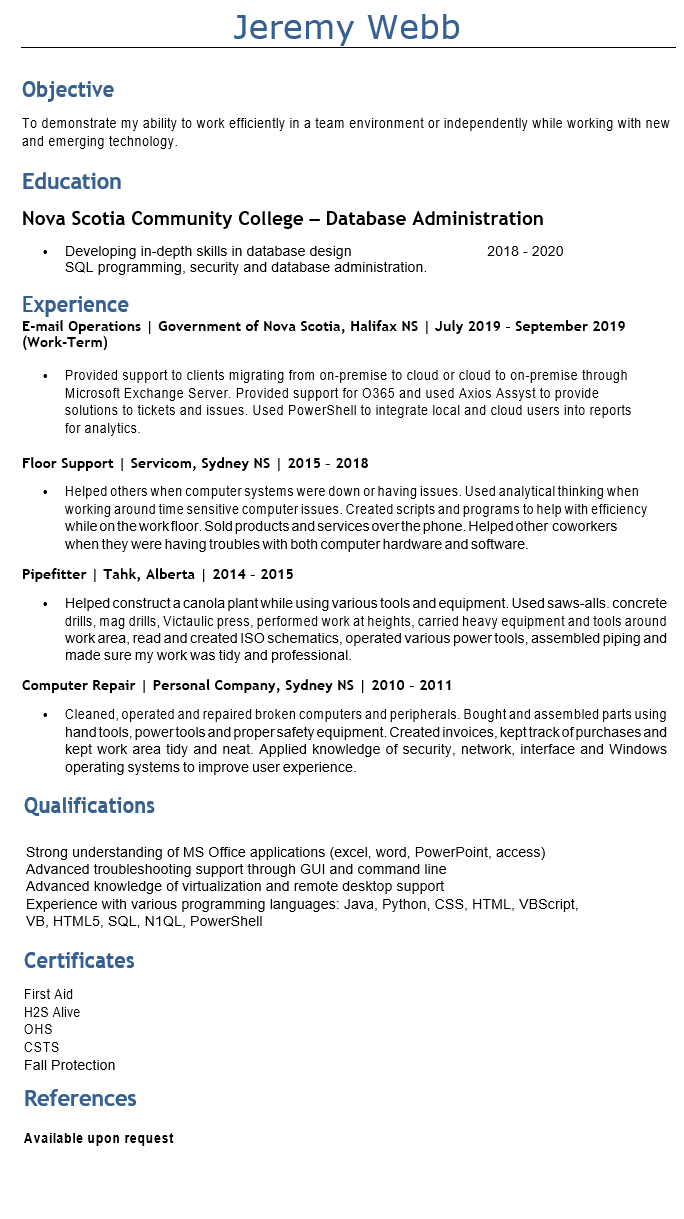 Jeremy Webb
Objective
To demonstrate my ability to work efficiently in a team environment or independently while working with new
and emerging technology.
Education
Nova Scotia Community College – Database Administration
• Developing in-depth skills in database design 2018 - 2020
SQL programming, security and database administration.
Experience
E-mail Operations | Government of Nova Scotia, Halifax NS | July 2019 - September 2019
(Work-Term)
• Provided support to clients migrating from on-premise to cloud or cloud to on-premise through
Microsoft Exchange Server. Provided support for O365 and used Axios Assyst to provide
solutions to tickets and issues. Used PowerShell to integrate local and cloud users into reports
for analytics.
Floor Support | Servicom, Sydney NS | 2015 - 2018
• Helped others when computer systems were down or having issues. Used analytical thinking when
working around time sensitive computer issues. Created scripts and programs to help with efficiency
while on the work floor. Sold products and services over the phone. Helped other coworkers
when they were having troubles with both computer hardware and software.
Pipefitter | Tahk, Alberta | 2014 - 2015
• Helped construct a canola plant while using various tools and equipment. Used saws-alls. concrete
drills, mag drills, Victaulic press, performed work at heights, carried heavy equipment and tools around
work area, read and created ISO schematics, operated various power tools, assembled piping and
made sure my work was tidy and professional.
Computer Repair | Personal Company, Sydney NS | 2010 - 2011
• Cleaned, operated and repaired broken computers and peripherals. Bought and assembled parts using
hand tools, power tools and proper safety equipment. Created invoices, kept track of purchases and
kept work area tidy and neat. Applied knowledge of security, network, interface and Windows
operating systems to improve user experience.
Qualifications
Strong understanding of MS Office applications (excel, word, PowerPoint, access)
Advanced troubleshooting support through GUI and command line
Advanced knowledge of virtualization and remote desktop support
Experience with various programming languages: Java, Python, CSS, HTML, VBScript,
VB, HTML5, SQL, N1QL, PowerShell
Certificates
First Aid
H2S Alive
OHS
CSTS
Fall Protection
References
Available upon request